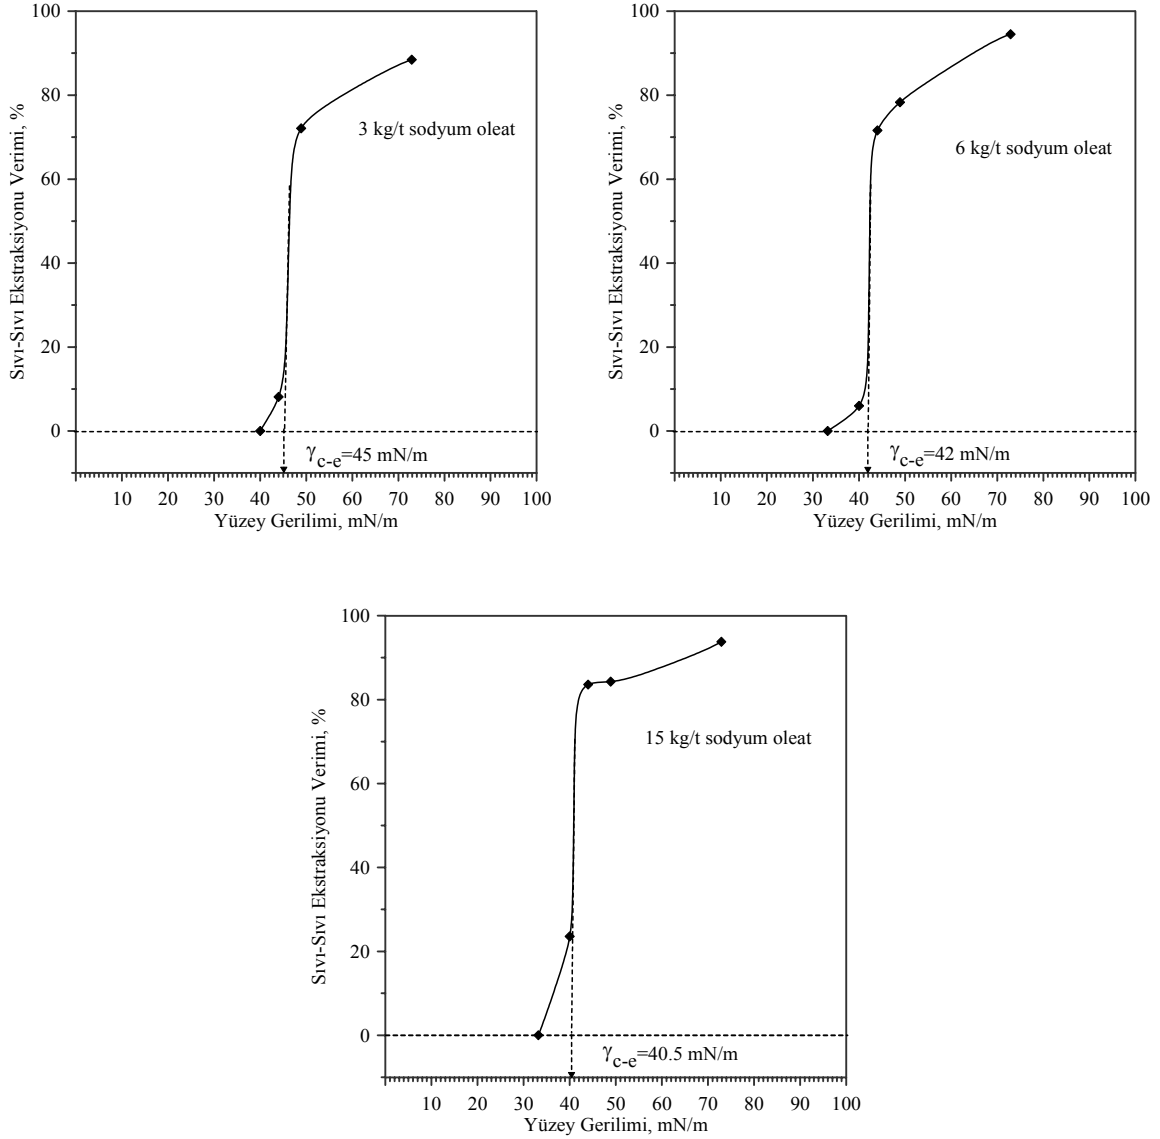 100
80
60
40
20
0
Sıvı-Sıvı Ekstraksiyonu Verimi, %
3 kg/t sodyum oleat
γc-e=45 mN/m
10 20 30 40 50 60 70 80 90 100
Yüzey Gerilimi, mN/m
100
80
60
40
20
0
Sıvı-Sıvı Ekstraksiyonu Verimi, %
6 kg/t sodyum oleat
γc-e=42 mN/m
10 20 30 40 50 60 70 80 90 100
Yüzey Gerilimi, mN/m
100
80
60
40
20
0
Sıvı-Sıvı Ekstraksiyonu Verimi, %
15 kg/t sodyum oleat
γc-e=40.5 mN/m
10 20 30 40 50 60 70 80 90 100
Yüzey Gerilimi, mN/m